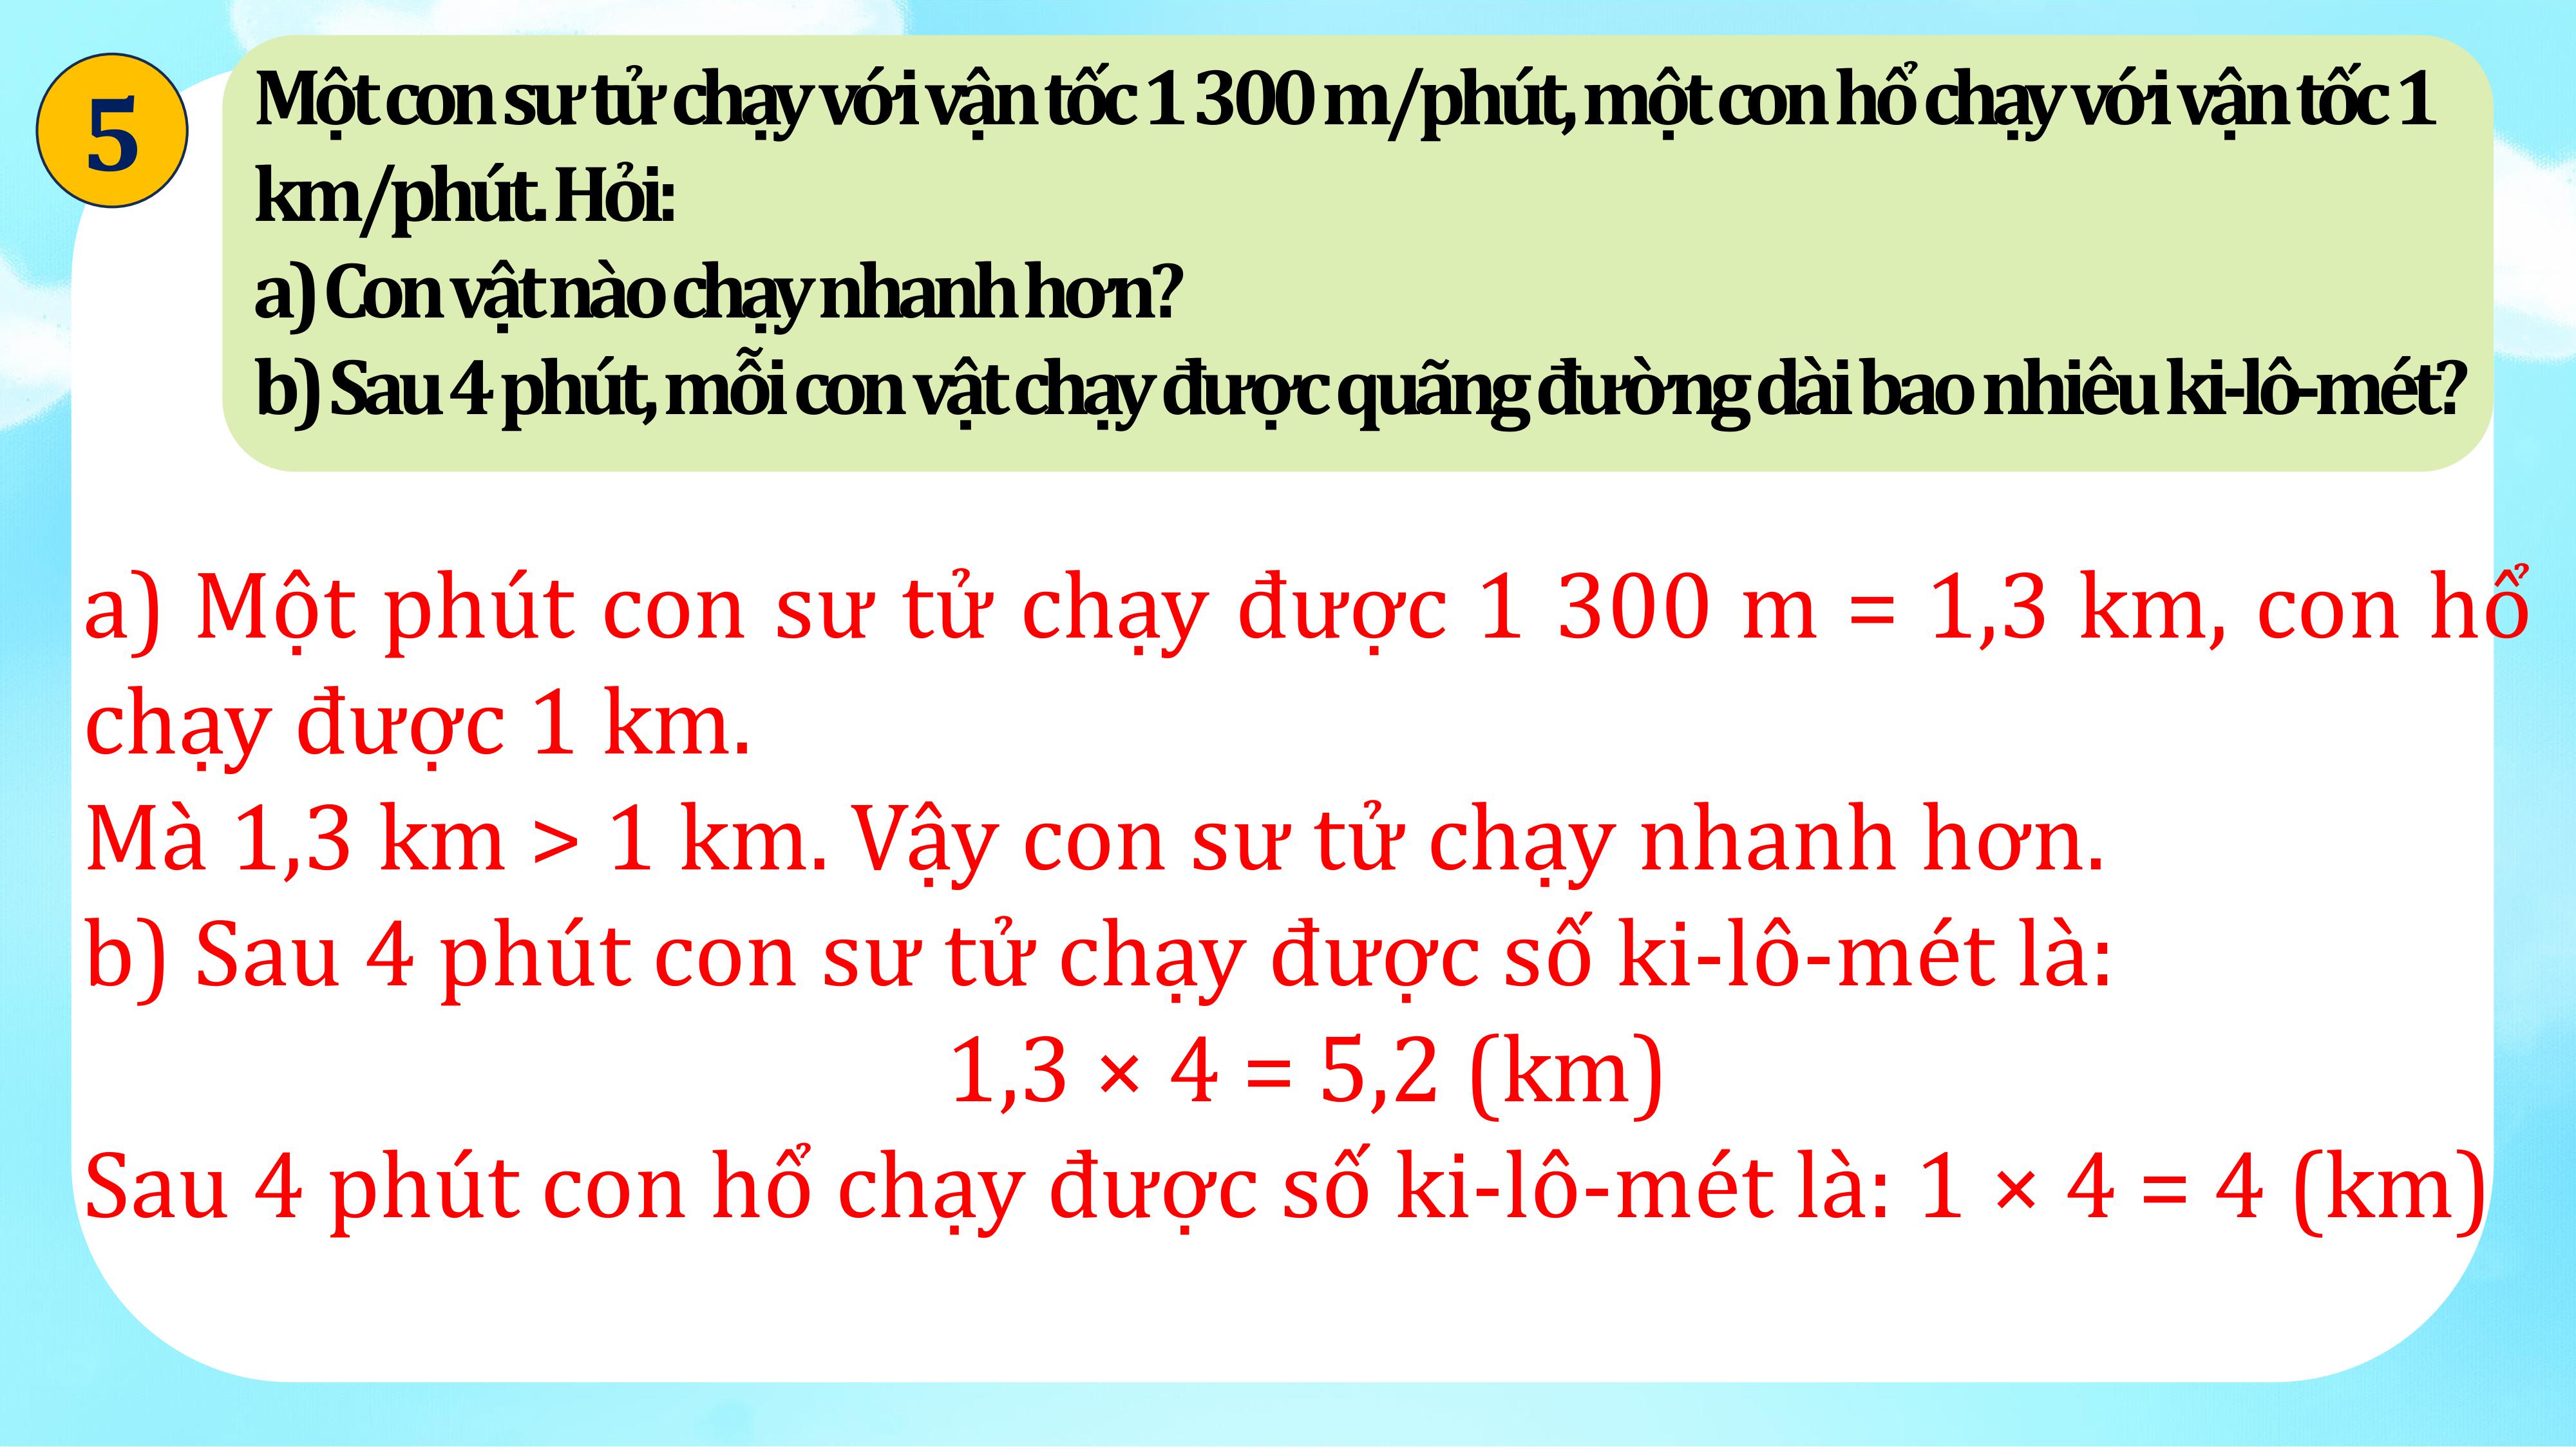 5
Một con sư tử chạy với vận tốc 1 300 m/phút, một con hổ chạy với vận tốc 1
km/phút. Hỏi:
a) Con vật nào chạy nhanh hơn?
b) Sau 4 phút, mỗi con vật chạy được quãng đường dài bao nhiêu ki-lô-mét?
a) Một phút con sư tử chạy được 1 300 m = 1,3 km, con hổ
chạy được 1 km.
Mà 1,3 km > 1 km. Vậy con sư tử chạy nhanh hơn.
b) Sau 4 phút con sư tử chạy được số ki-lô-mét là:
1,3 × 4 = 5,2 (km)
Sau 4 phút con hổ chạy được số ki-lô-mét là: 1 × 4 = 4 (km)